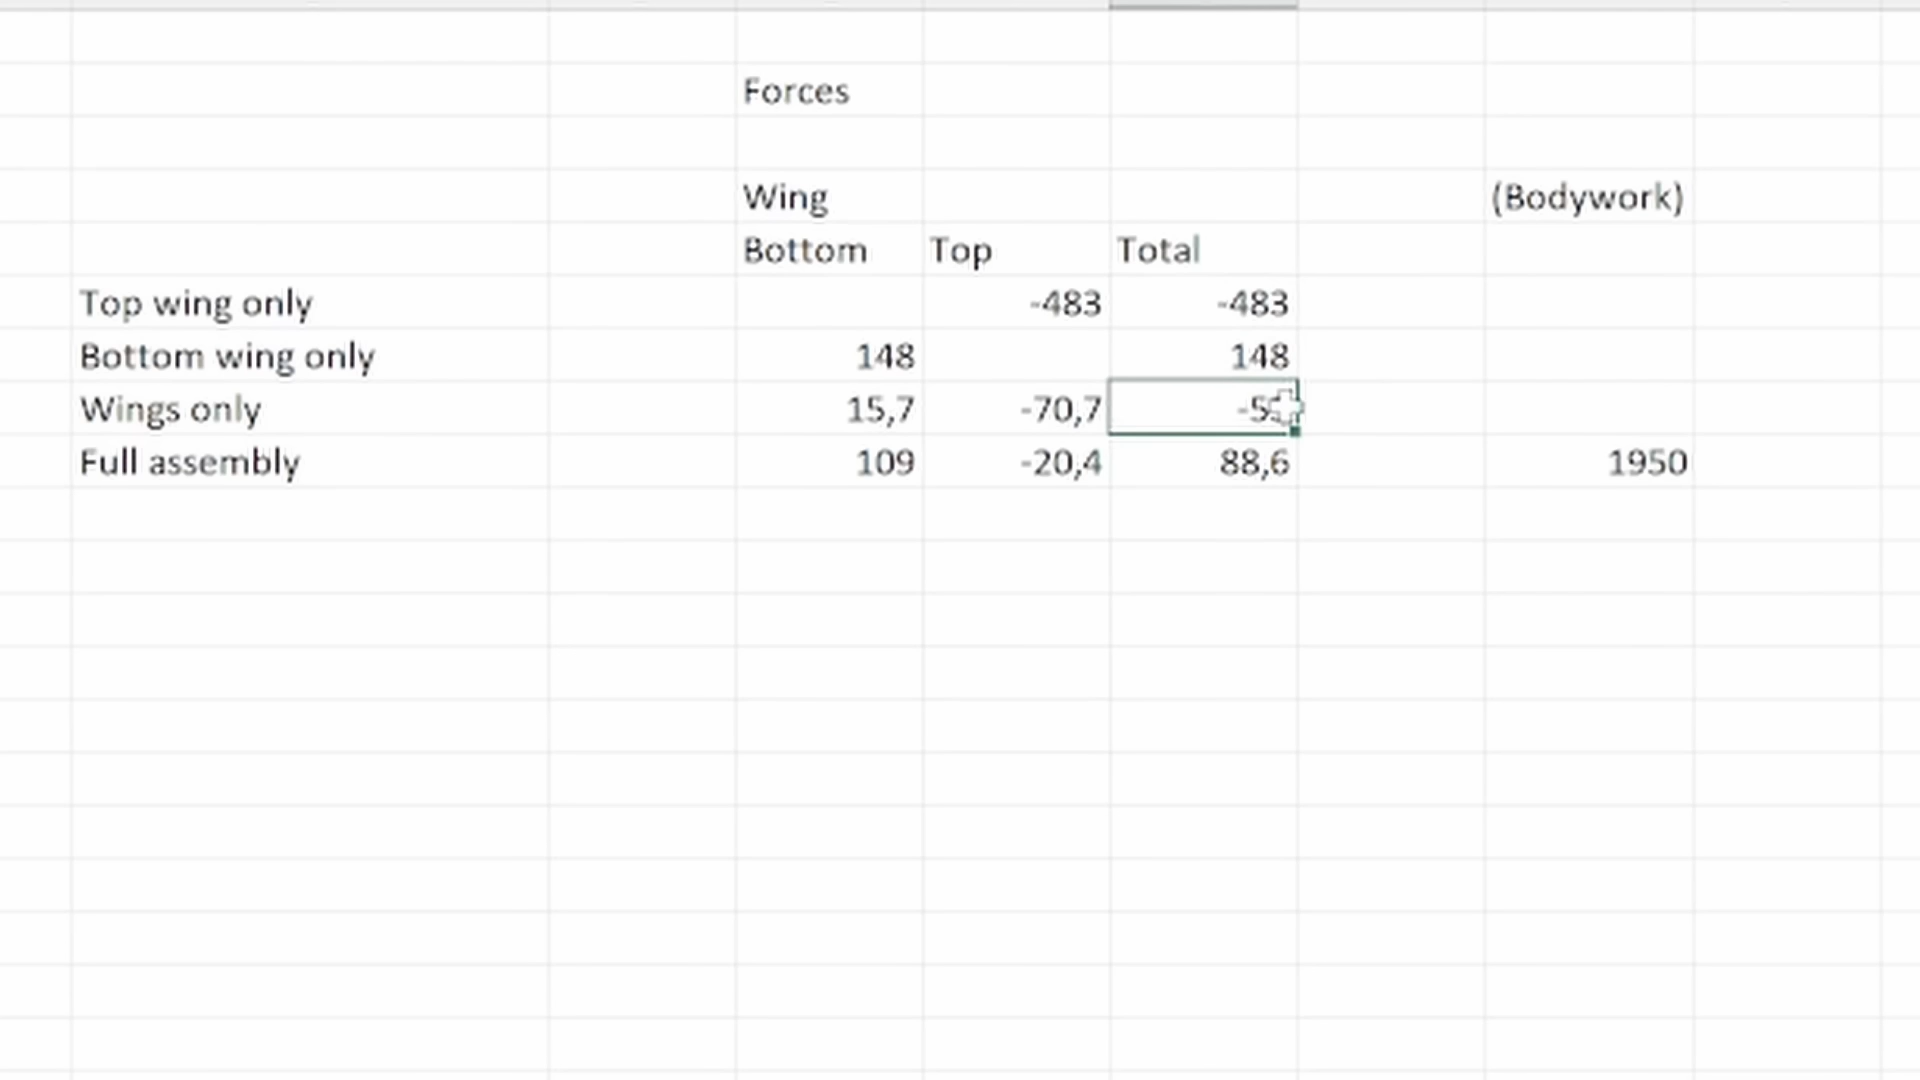 Forces
Wing (Bodywork)
Bottom Top Total
Top wing only -483 -483
Bottom wing only 148 148
Wings only 15,7 -70,7
Full assembly 109 -20,4 88,6 1950